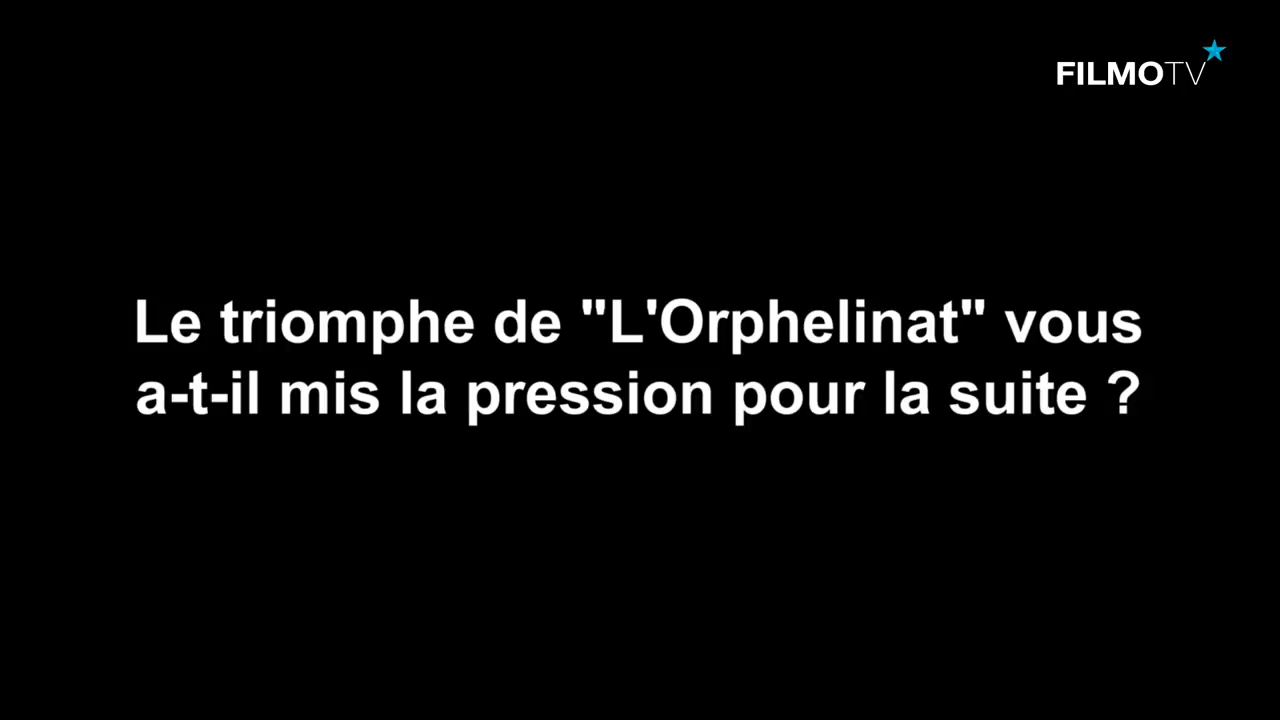 FILMOTV
Le triomphe de "L'Orphelinat" vous
a-t-il mis la pression pour la suite ?